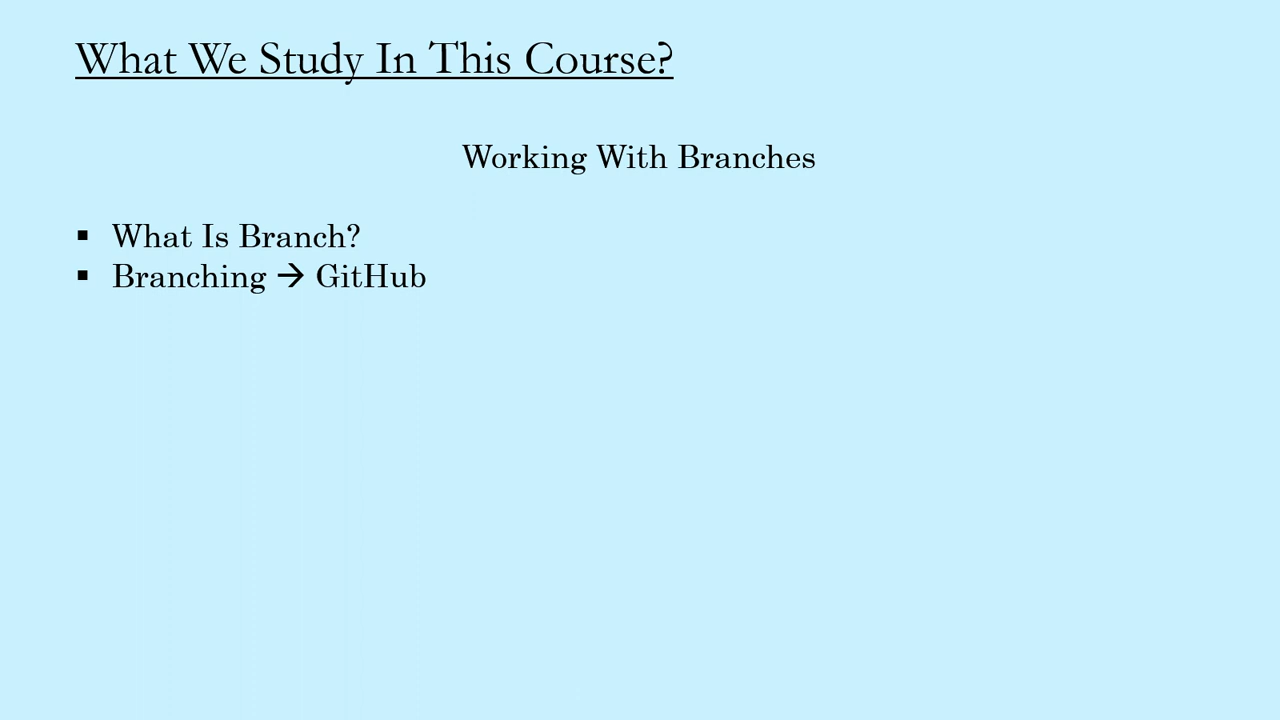 What We Study In This Course?
Working With Branches
▪ What Is Branch?
▪ Branching → GitHub